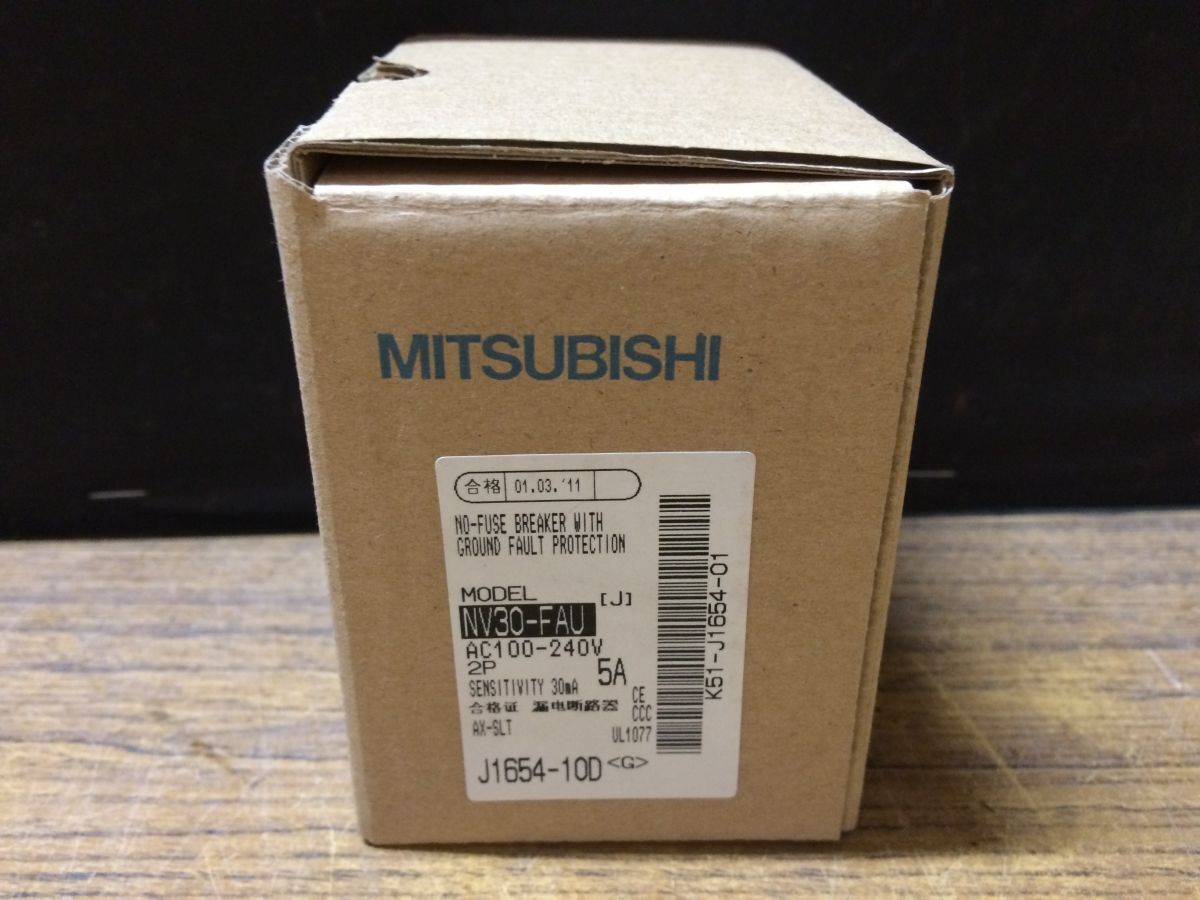 MITSUBISHI
合格 01.03.'11
NO-FUSE BREAKER WITH
GROUND FAULT PROTECTION
MODEL [J]
NV30-FAU
AC100-240V
2P 5A
SENSITIVITY 30mA CE
合格证 漏电断路器 CCC
AX-SLT UL1077
J1654-10D <G>
K51-J1654-01